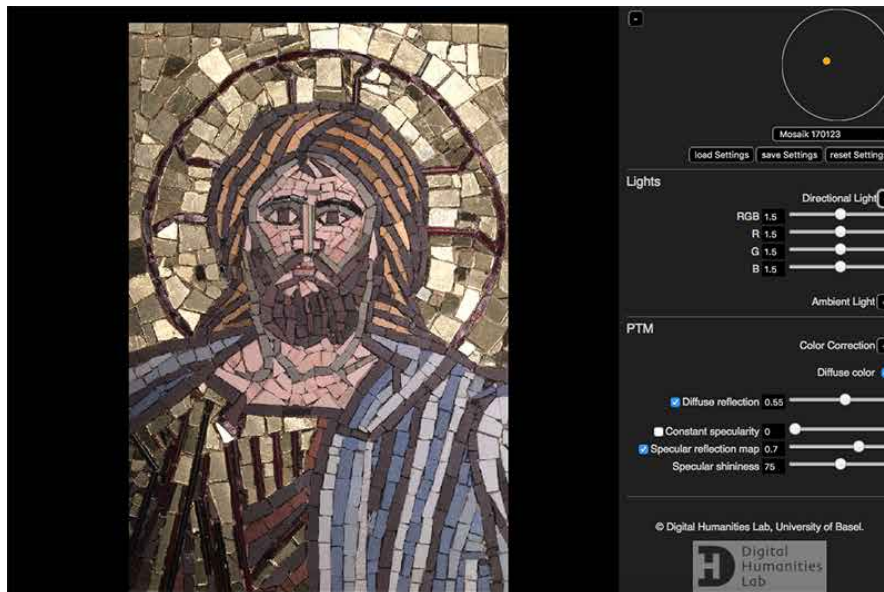 -
Mosaik 170123
load Settings save Settings reset Setting
Lights
Directional Light
RGB 1.5
R 1.5
G 1.5
B 1.5
Ambient Light
PTM
Color Correction
Diffuse color
Diffuse reflection 0.55
Constant specularity 0
Specular reflection map 0.7
Specular shininess 75
© Digital Humanities Lab, University of Basel.
Digital
Humanities
Lab